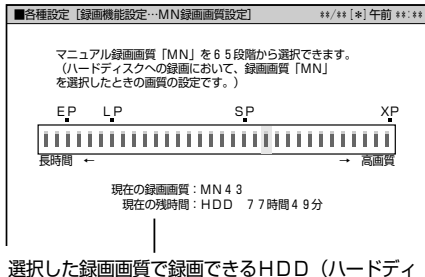 ■各種設定［録画機能設定…ＭＮ録画画質設定］ **/** [*] 午前 **:**
マニュアル録画画質「ＭＮ」を６５段階から選択できます。
（ハードディスクへの録画において、録画画質「ＭＮ」
を選択したときの画質の設定です。）
ＥＰ ＬＰ ＳＰ ＸＰ
長時間 ← → 高画質
現在の録画画質：ＭＮ４３
現在の残時間：ＨＤＤ ７７時間４９分
選択した録画画質で録画できるＨＤＤ（ハードディ